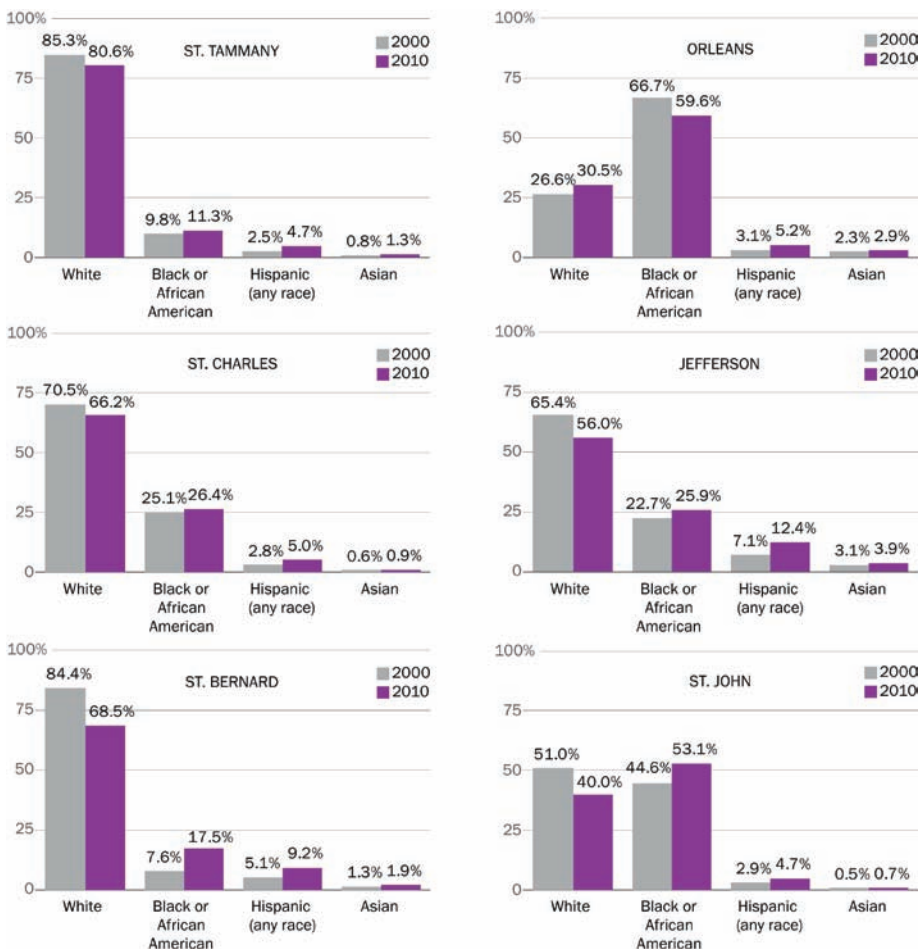 100%
75
50
25
0
ST. TAMMANY
2000
2010
85.3%
80.6%
9.8%
11.3%
2.5%
4.7%
0.8%
1.3%
White
Black or
African
American
Hispanic
(any race)
Asian
100%
75
50
25
0
ORLEANS
2000
2010
26.6%
30.5%
66.7%
59.6%
3.1%
5.2%
2.3%
2.9%
White
Black or
African
American
Hispanic
(any race)
Asian
100%
75
50
25
0
ST. CHARLES
2000
2010
70.5%
66.2%
25.1%
26.4%
2.8%
5.0%
0.6%
0.9%
White
Black or
African
American
Hispanic
(any race)
Asian
100%
75
50
25
0
JEFFERSON
2000
2010
65.4%
56.0%
22.7%
25.9%
7.1%
12.4%
3.1%
3.9%
White
Black or
African
American
Hispanic
(any race)
Asian
100%
75
50
25
0
ST. BERNARD
2000
2010
84.4%
68.5%
7.6%
17.5%
5.1%
9.2%
1.3%
1.9%
White
Black or
African
American
Hispanic
(any race)
Asian
100%
75
50
25
0
ST. JOHN
2000
2010
51.0%
40.0%
44.6%
53.1%
2.9%
4.7%
0.5%
0.7%
White
Black or
African
American
Hispanic
(any race)
Asian